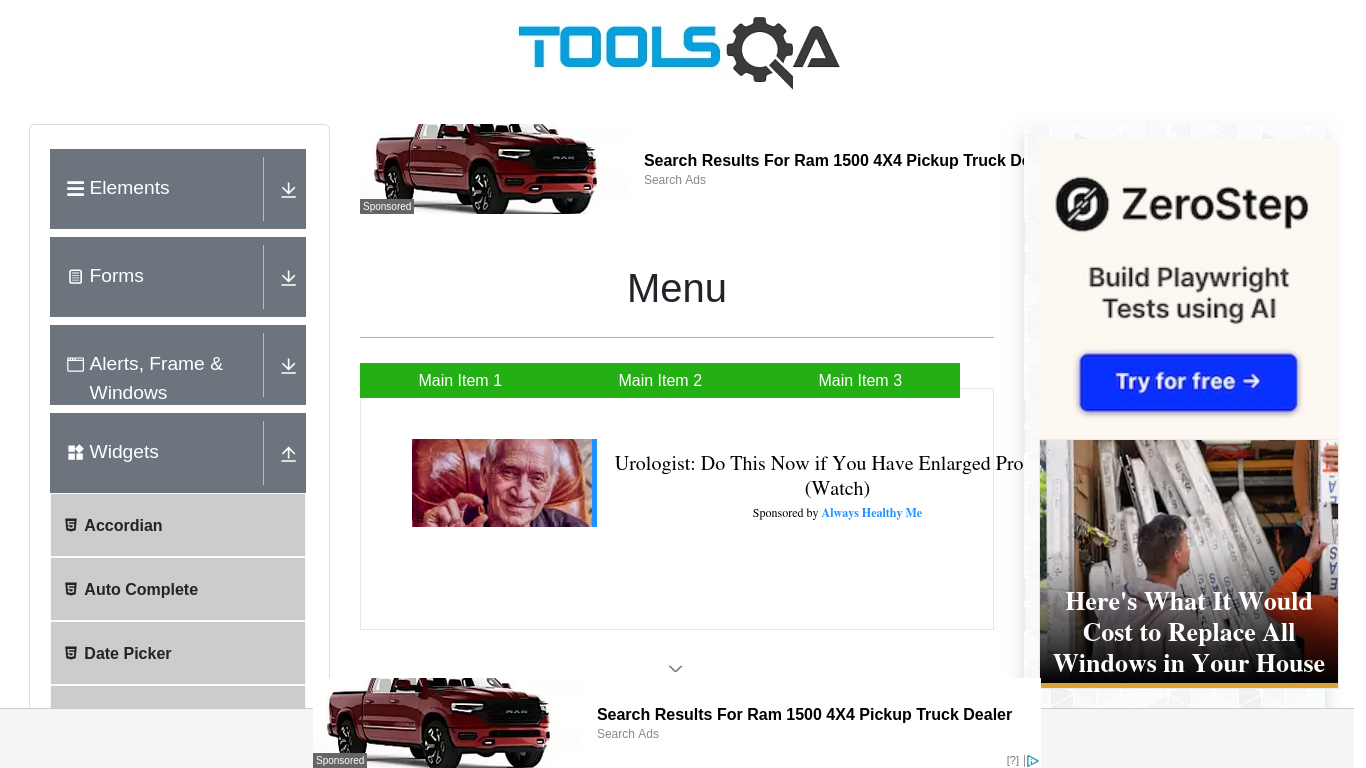 TOOLSQA
Elements
Forms
Alerts, Frame &
Windows
Widgets
Accordian
Auto Complete
Date Picker
Search Results For Ram 1500 4X4 Pickup Truck
Search Ads
Sponsored
Menu
Main Item 1
Main Item 2
Main Item 3
Urologist: Do This Now if You Have Enlarged Pro
(Watch)
Sponsored by Always Healthy Me
ZeroStep
Build Playwright
Tests using AI
Try for free →
Here's What It Would
Cost to Replace All
Windows in Your House
Search Results For Ram 1500 4X4 Pickup Truck Dealer
Search Ads
Sponsored
[?]